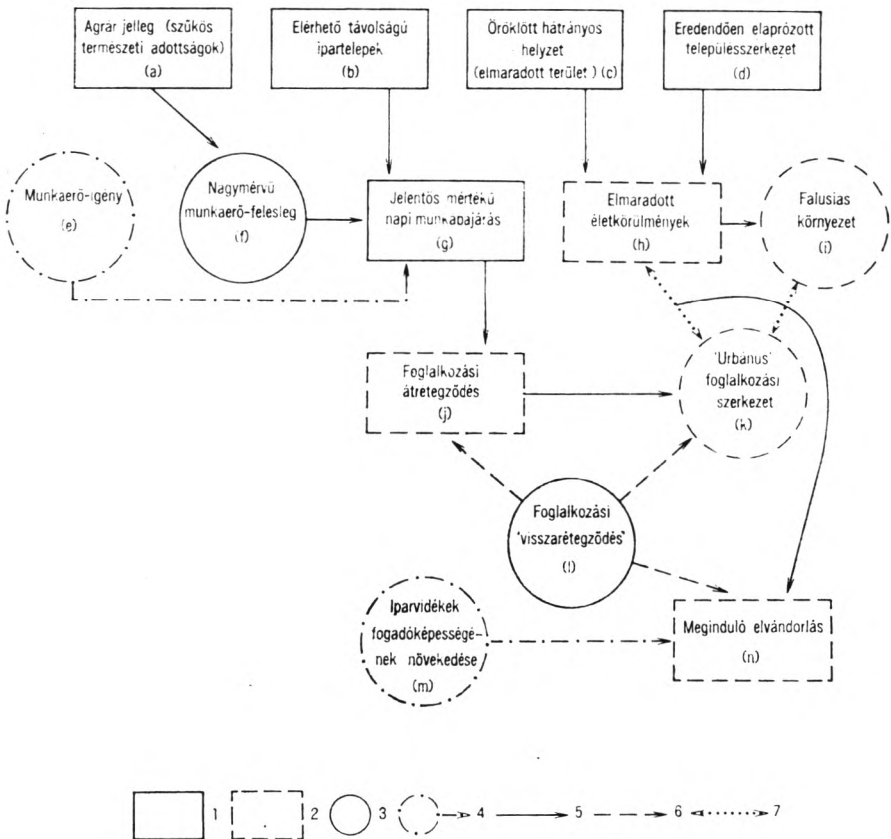 Agrár jelleg (szűkös
természeti adottságok)
(a)
Elérhető távolságú
ipartelepek
(b)
Öröklött hátrányos
helyzet
(elmaradott terület) (c)
Eredendően elaprózott
településszerkezet
(d)
Munkaerő-igény
(e)
Nagymérvű
munkaerő-felesleg
(f)
Jelentős mértékű
napi munkábajárás
(g)
Elmaradott
életkörülmények
(h)
Falusias
környezet
(i)
Foglalkozási
átretegződés
(j)
'Urbánus'
foglalkozási
szerkezet
(k)
Foglalkozási
'visszarétegződés'
(l)
Iparvidékek
fogadóképességé-
nek növekedése
(m)
Meginduló elvándorlás
(n)
1 2 3 4 5 6 7